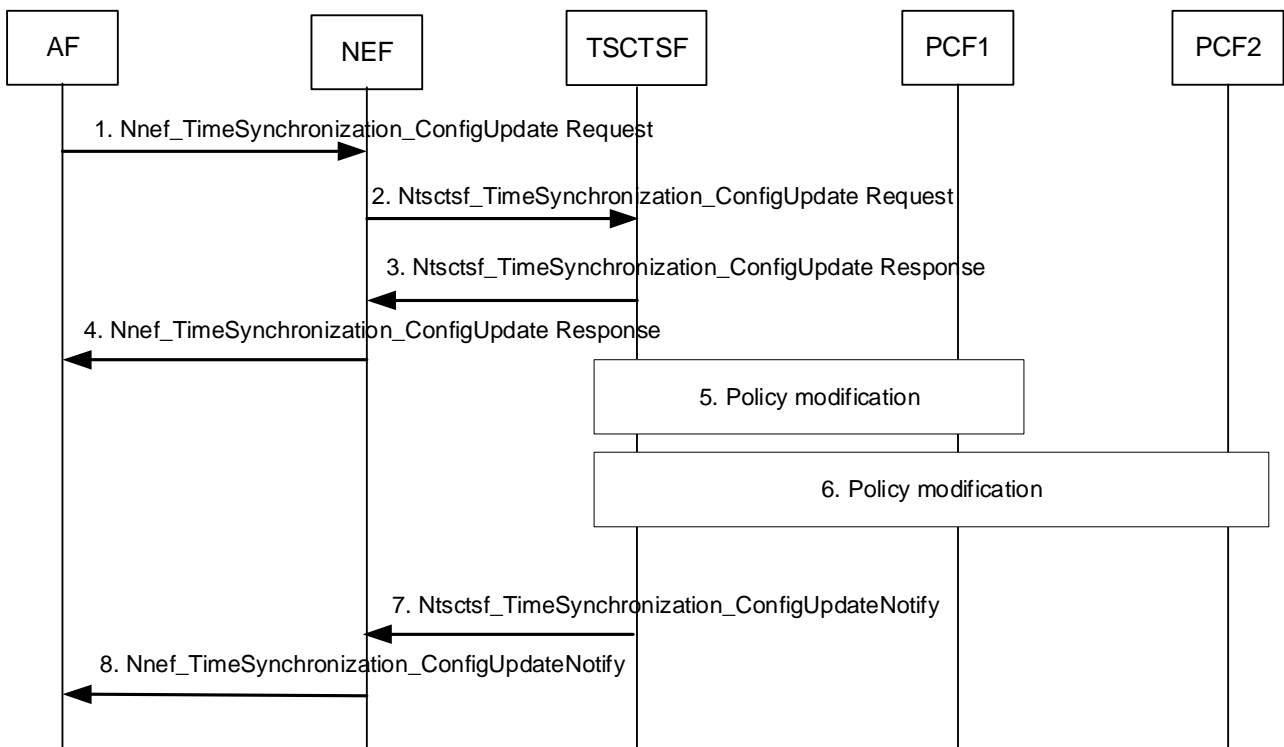 AF
NEF
TSCTSF
PCF1
PCF2
1. Nnef_TimeSynchronization_ConfigUpdate Request
2. Ntsctsf_TimeSynchronization_ConfigUpdate Request
3. Ntsctsf_TimeSynchronization_ConfigUpdate Response
4. Nnef_TimeSynchronization_ConfigUpdate Response
5. Policy modification
6. Policy modification
7. Ntsctsf_TimeSynchronization_ConfigUpdateNotify
8. Nnef_TimeSynchronization_ConfigUpdateNotify